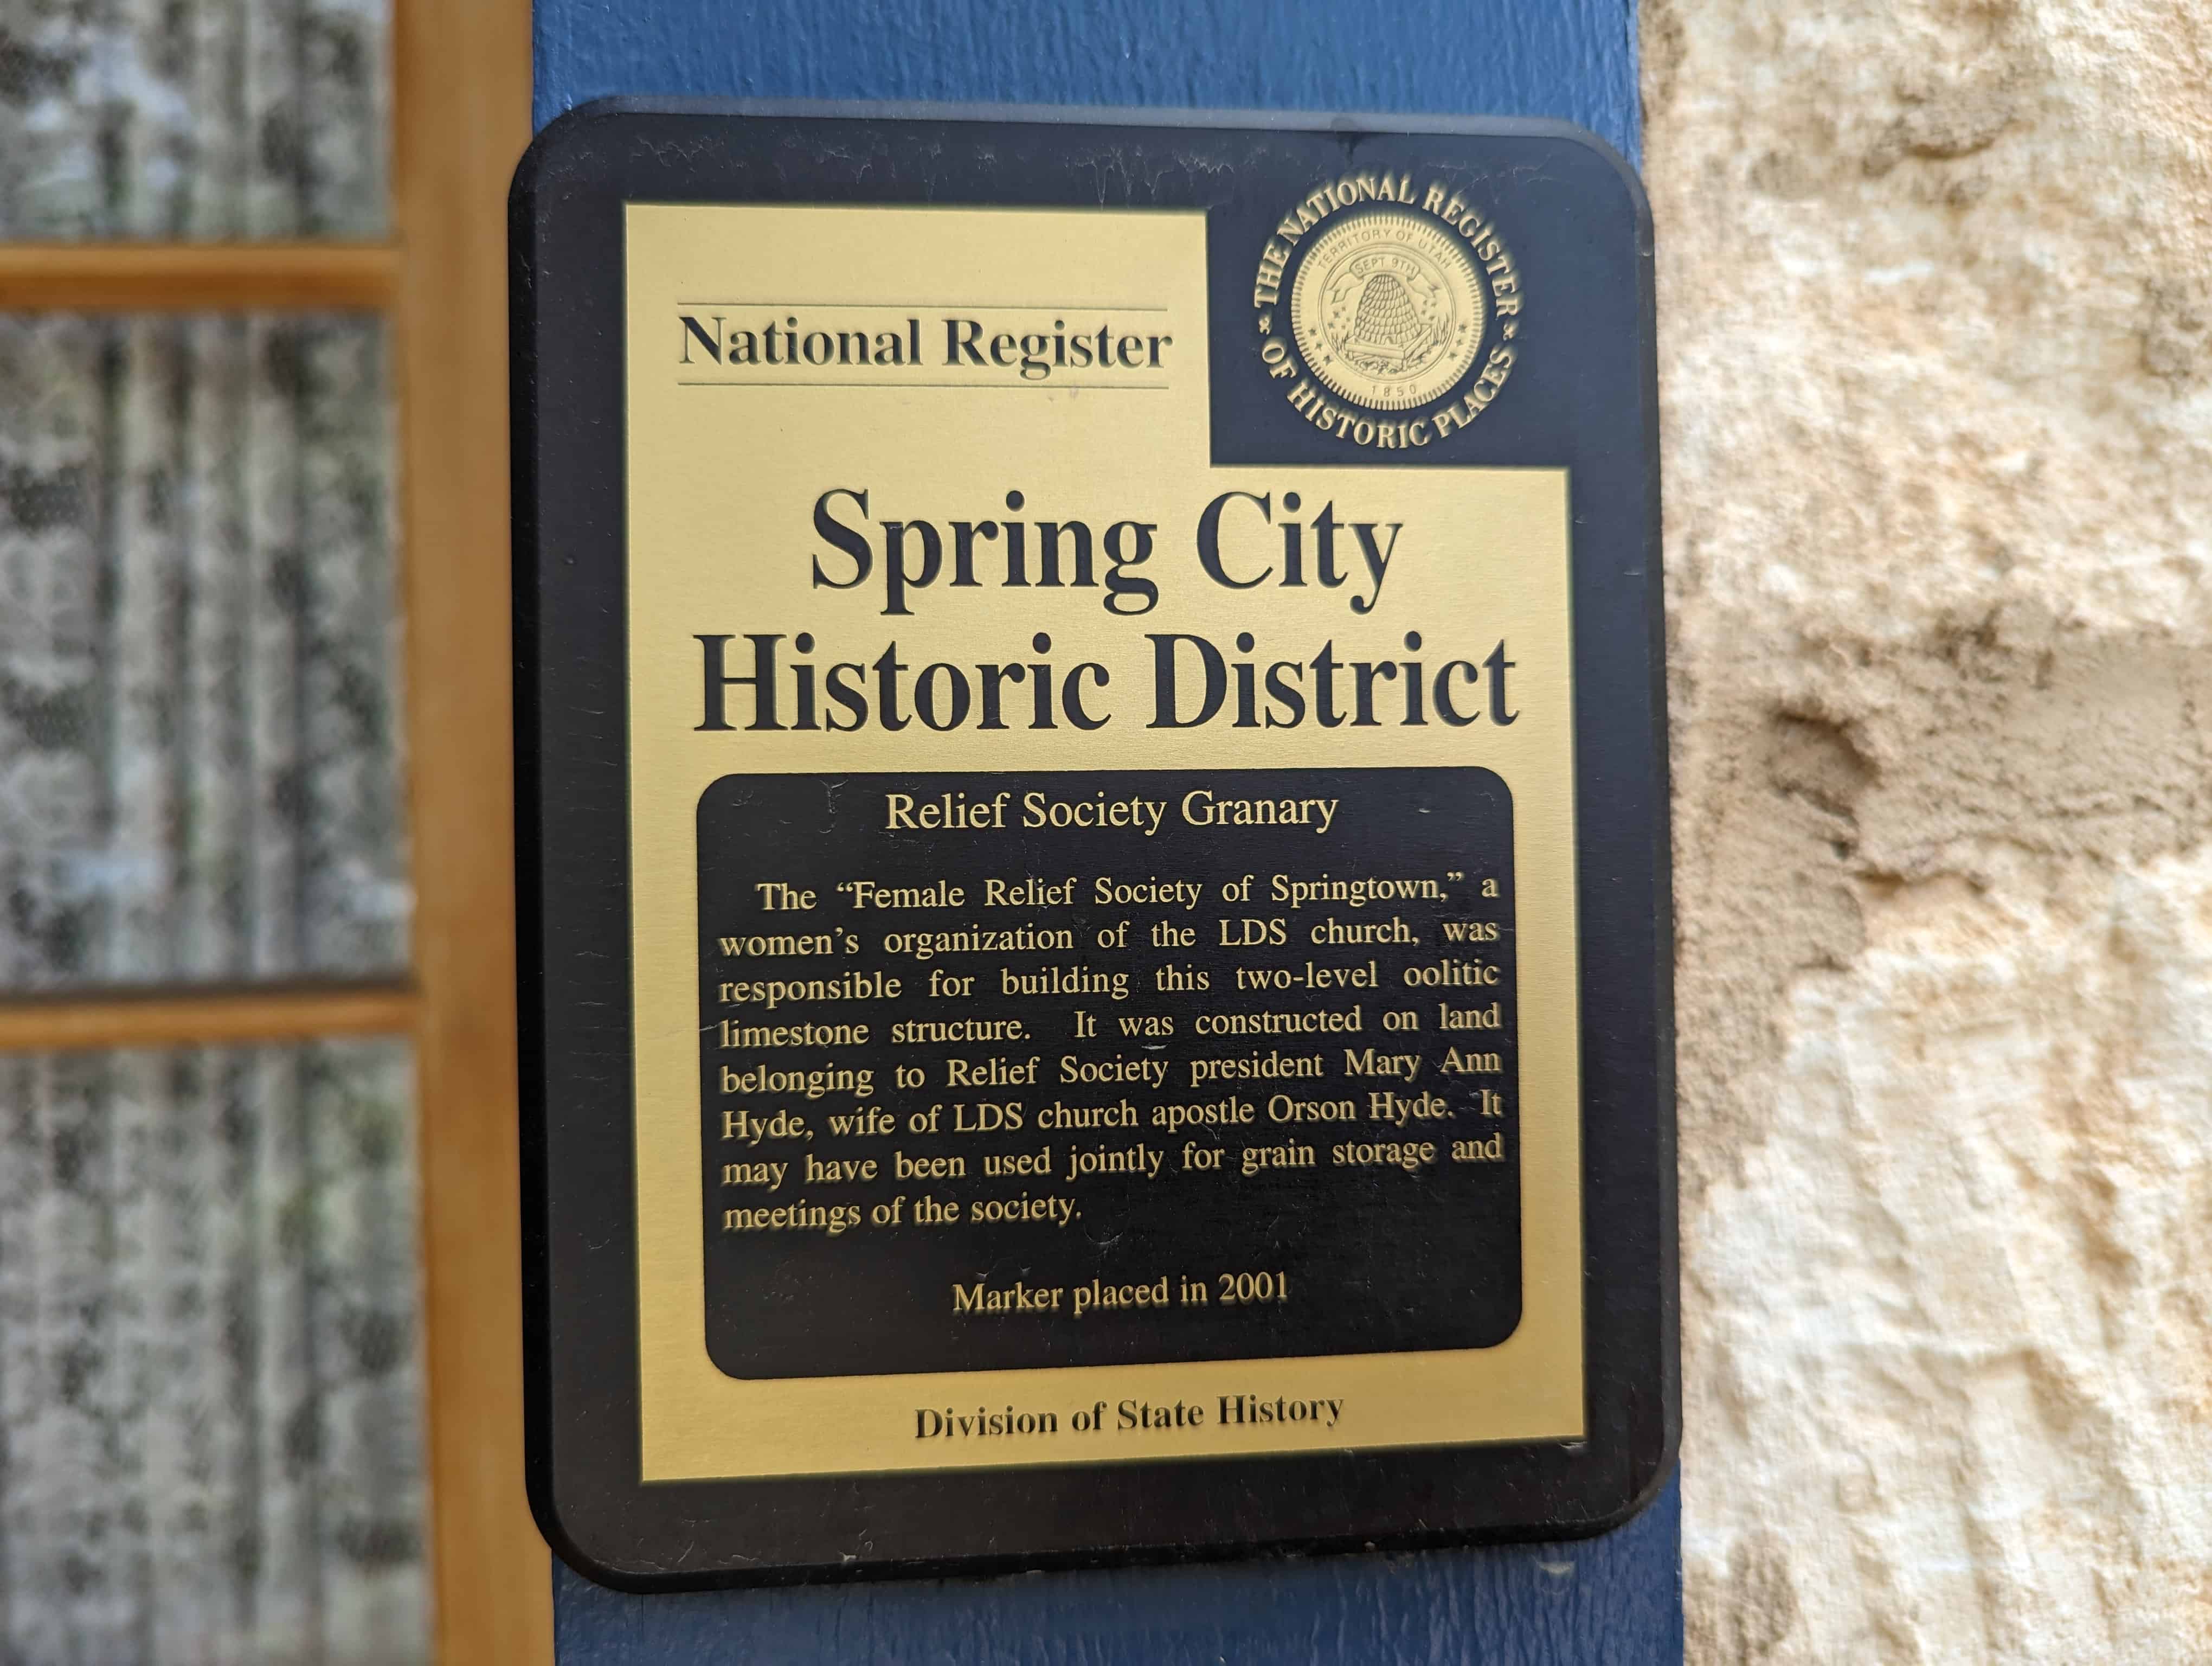 National Register
THE NATIONAL REGISTER
OF HISTORIC PLACES
TERRITORY OF UTAH
SEPT 9TH
1850
Spring City
Historic District
Relief Society Granary
The “Female Relief Society of Springtown,” a
women’s organization of the LDS church, was
responsible for building this two-level oolitic
limestone structure. It was constructed on land
belonging to Relief Society president Mary Ann
Hyde, wife of LDS church apostle Orson Hyde. It
may have been used jointly for grain storage and
meetings of the society.
Marker placed in 2001
Division of State History